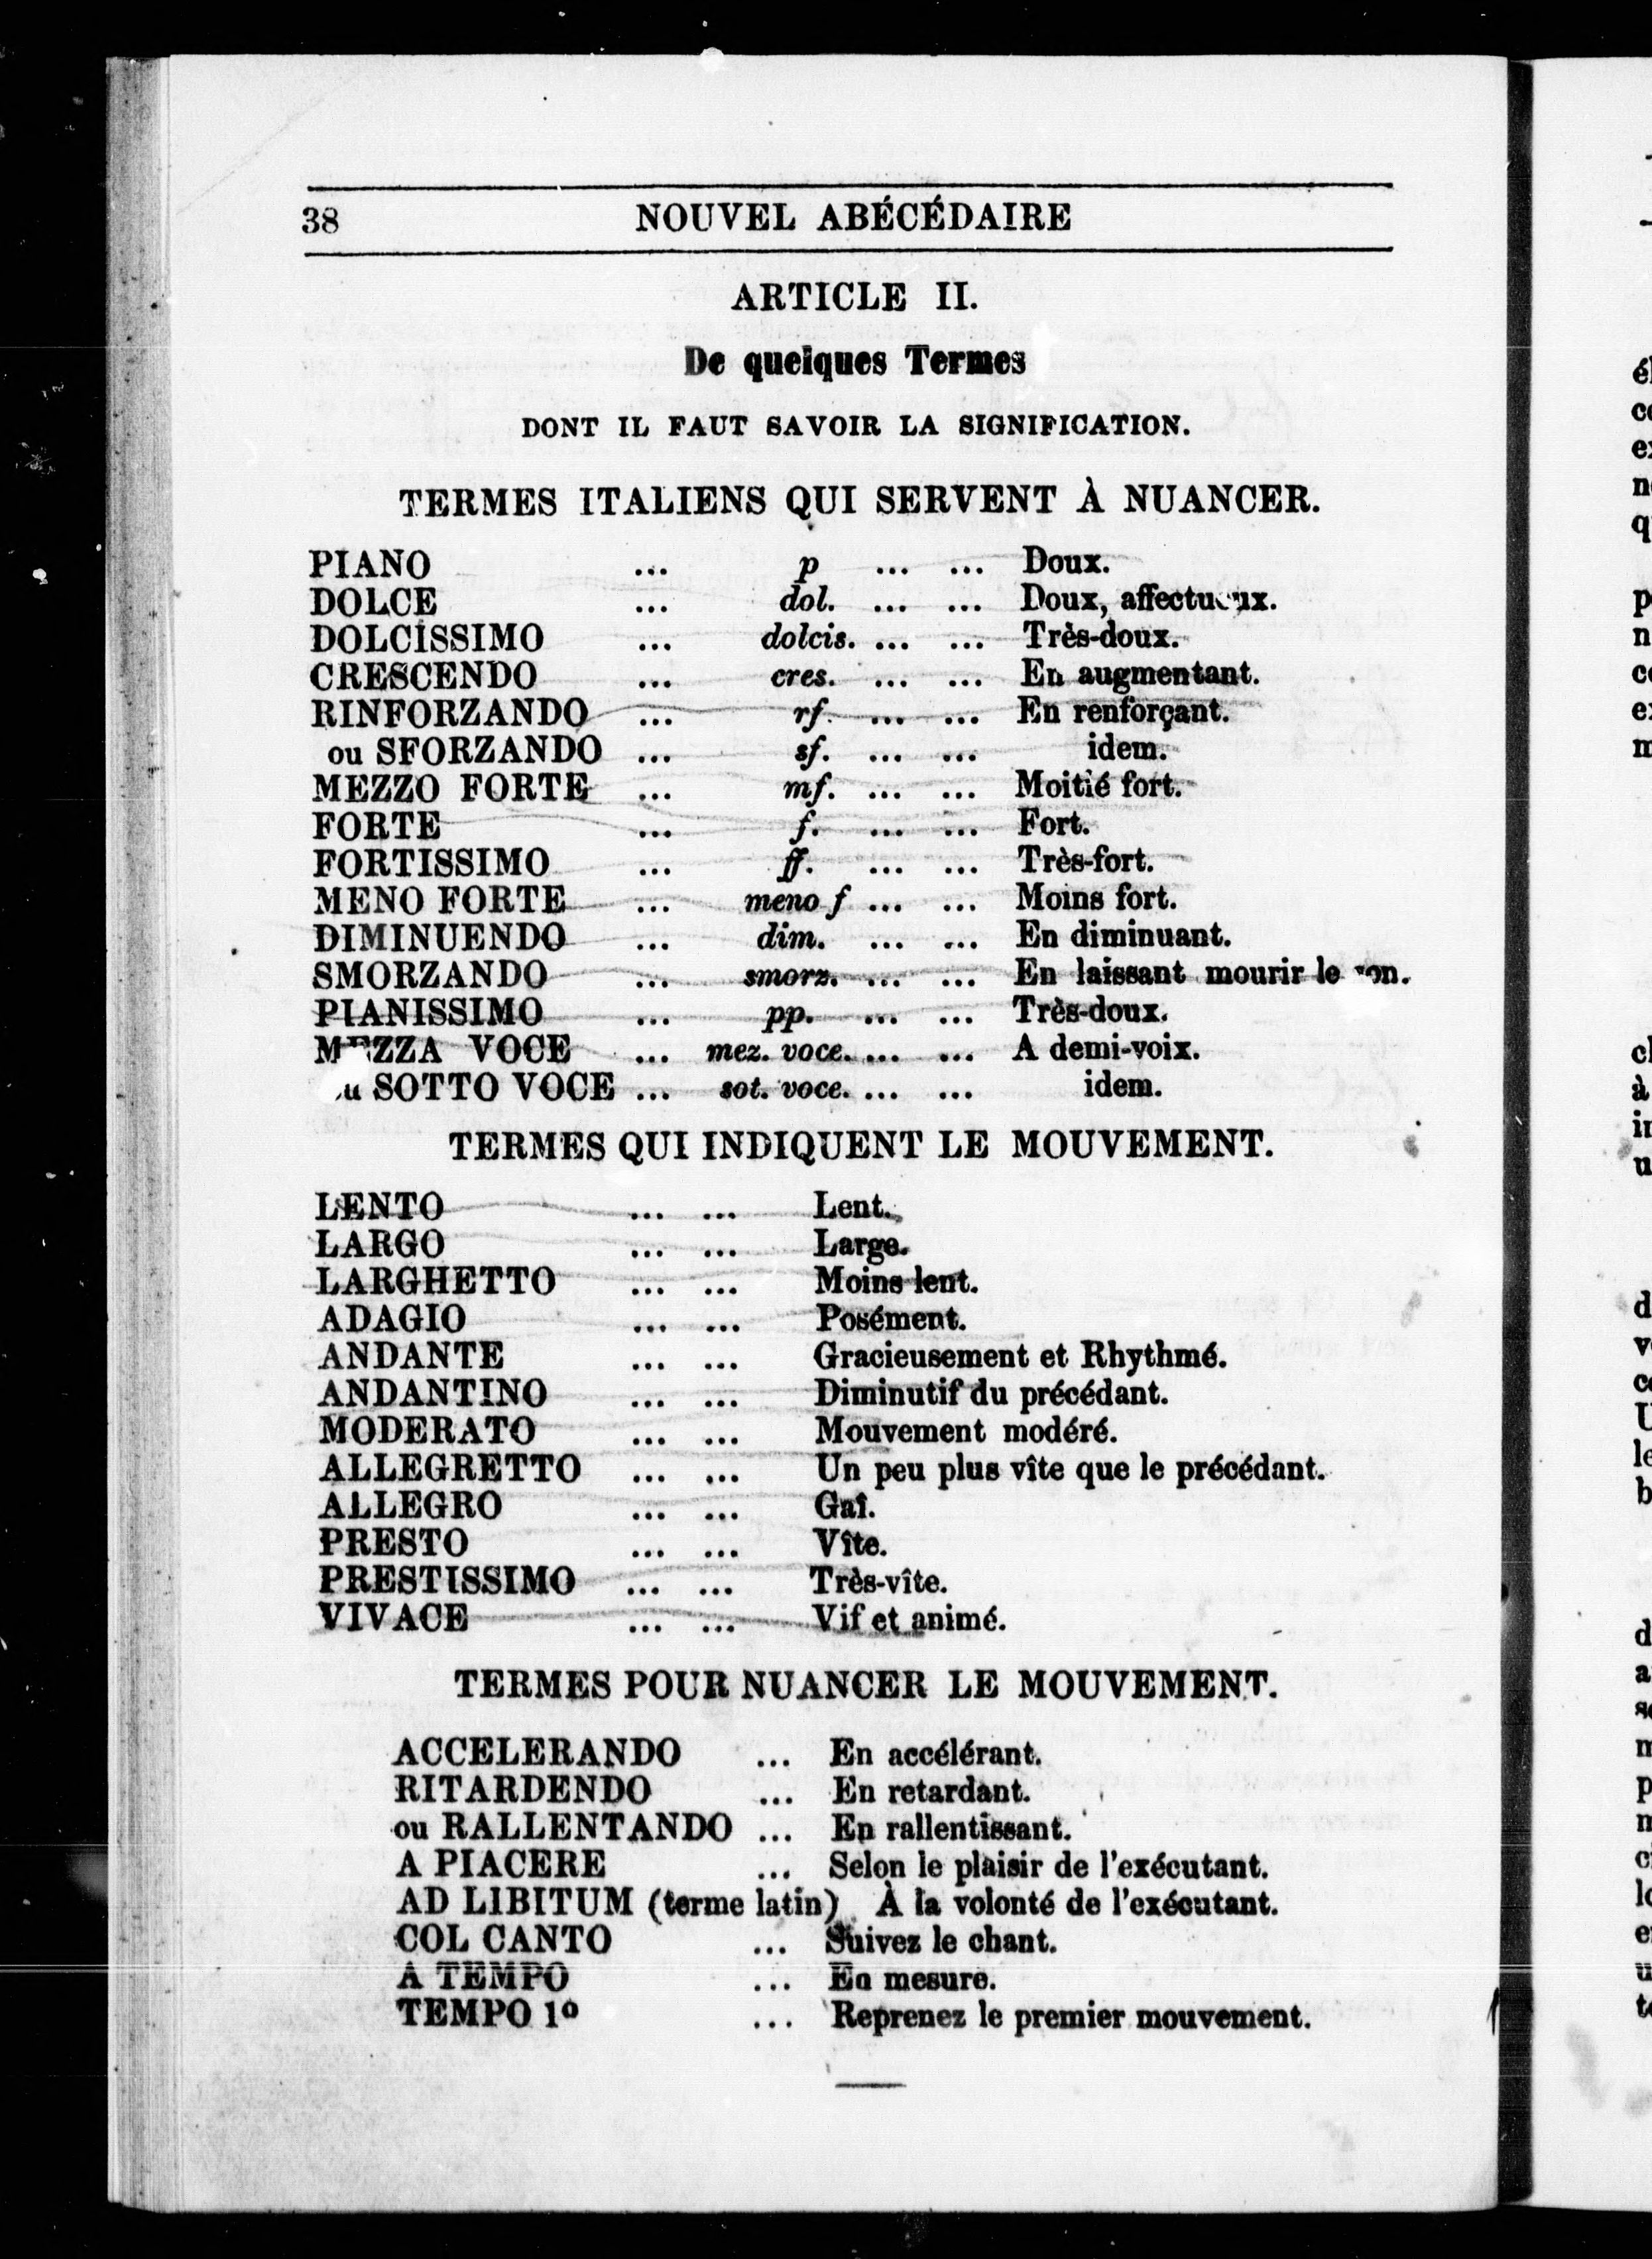 38 NOUVEL ABÉCÉDAIRE
ARTICLE II.
De quelques Termes
DONT IL FAUT SAVOIR LA SIGNIFICATION.
TERMES ITALIENS QUI SERVENT À NUANCER.
PIANO ... p ... ... Doux.
DOLCE ... dol. ... ... Doux, affectueux.
DOLCISSIMO ... dolcis. ... ... Très-doux.
CRESCENDO ... cres. ... ... En augmentant.
RINFORZANDO ... rf. ... ... En renforçant.
ou SFORZANDO ... sf. ... ... idem.
MEZZO FORTE ... mf. ... ... Moitié fort.
FORTE ... f. ... ... Fort.
FORTISSIMO ... ff. ... ... Très-fort.
MENO FORTE ... meno f ... ... Moins fort.
DIMINUENDO ... dim. ... ... En diminuant.
SMORZANDO ... smorz. ... ... En laissant mourir le son.
PIANISSIMO ... pp. ... ... Très-doux.
MEZZA VOCE ... mez. voce. ... ... A demi-voix.
ou SOTTO VOCE ... sot. voce. ... ... idem.
TERMES QUI INDIQUENT LE MOUVEMENT.
LENTO ... ... Lent.
LARGO ... ... Large.
LARGHETTO ... ... Moins lent.
ADAGIO ... ... Posément.
ANDANTE ... ... Gracieusement et Rhythmé.
ANDANTINO ... ... Diminutif du précédant.
MODERATO ... ... Mouvement modéré.
ALLEGRETTO ... ... Un peu plus vîte que le précédant.
ALLEGRO ... ... Gaî.
PRESTO ... ... Vîte.
PRESTISSIMO ... ... Très-vîte.
VIVACE ... ... Vif et animé.
TERMES POUR NUANCER LE MOUVEMENT.
ACCELERANDO ... En accélérant.
RITARDENDO ... En retardant.
ou RALLENTANDO ... En rallentissant.
A PIACERE ... Selon le plaisir de l'exécutant.
AD LIBITUM (terme latin) À la volonté de l'exécutant.
COL CANTO ... Suivez le chant.
A TEMPO ... En mesure.
TEMPO 1º ... Reprenez le premier mouvement.